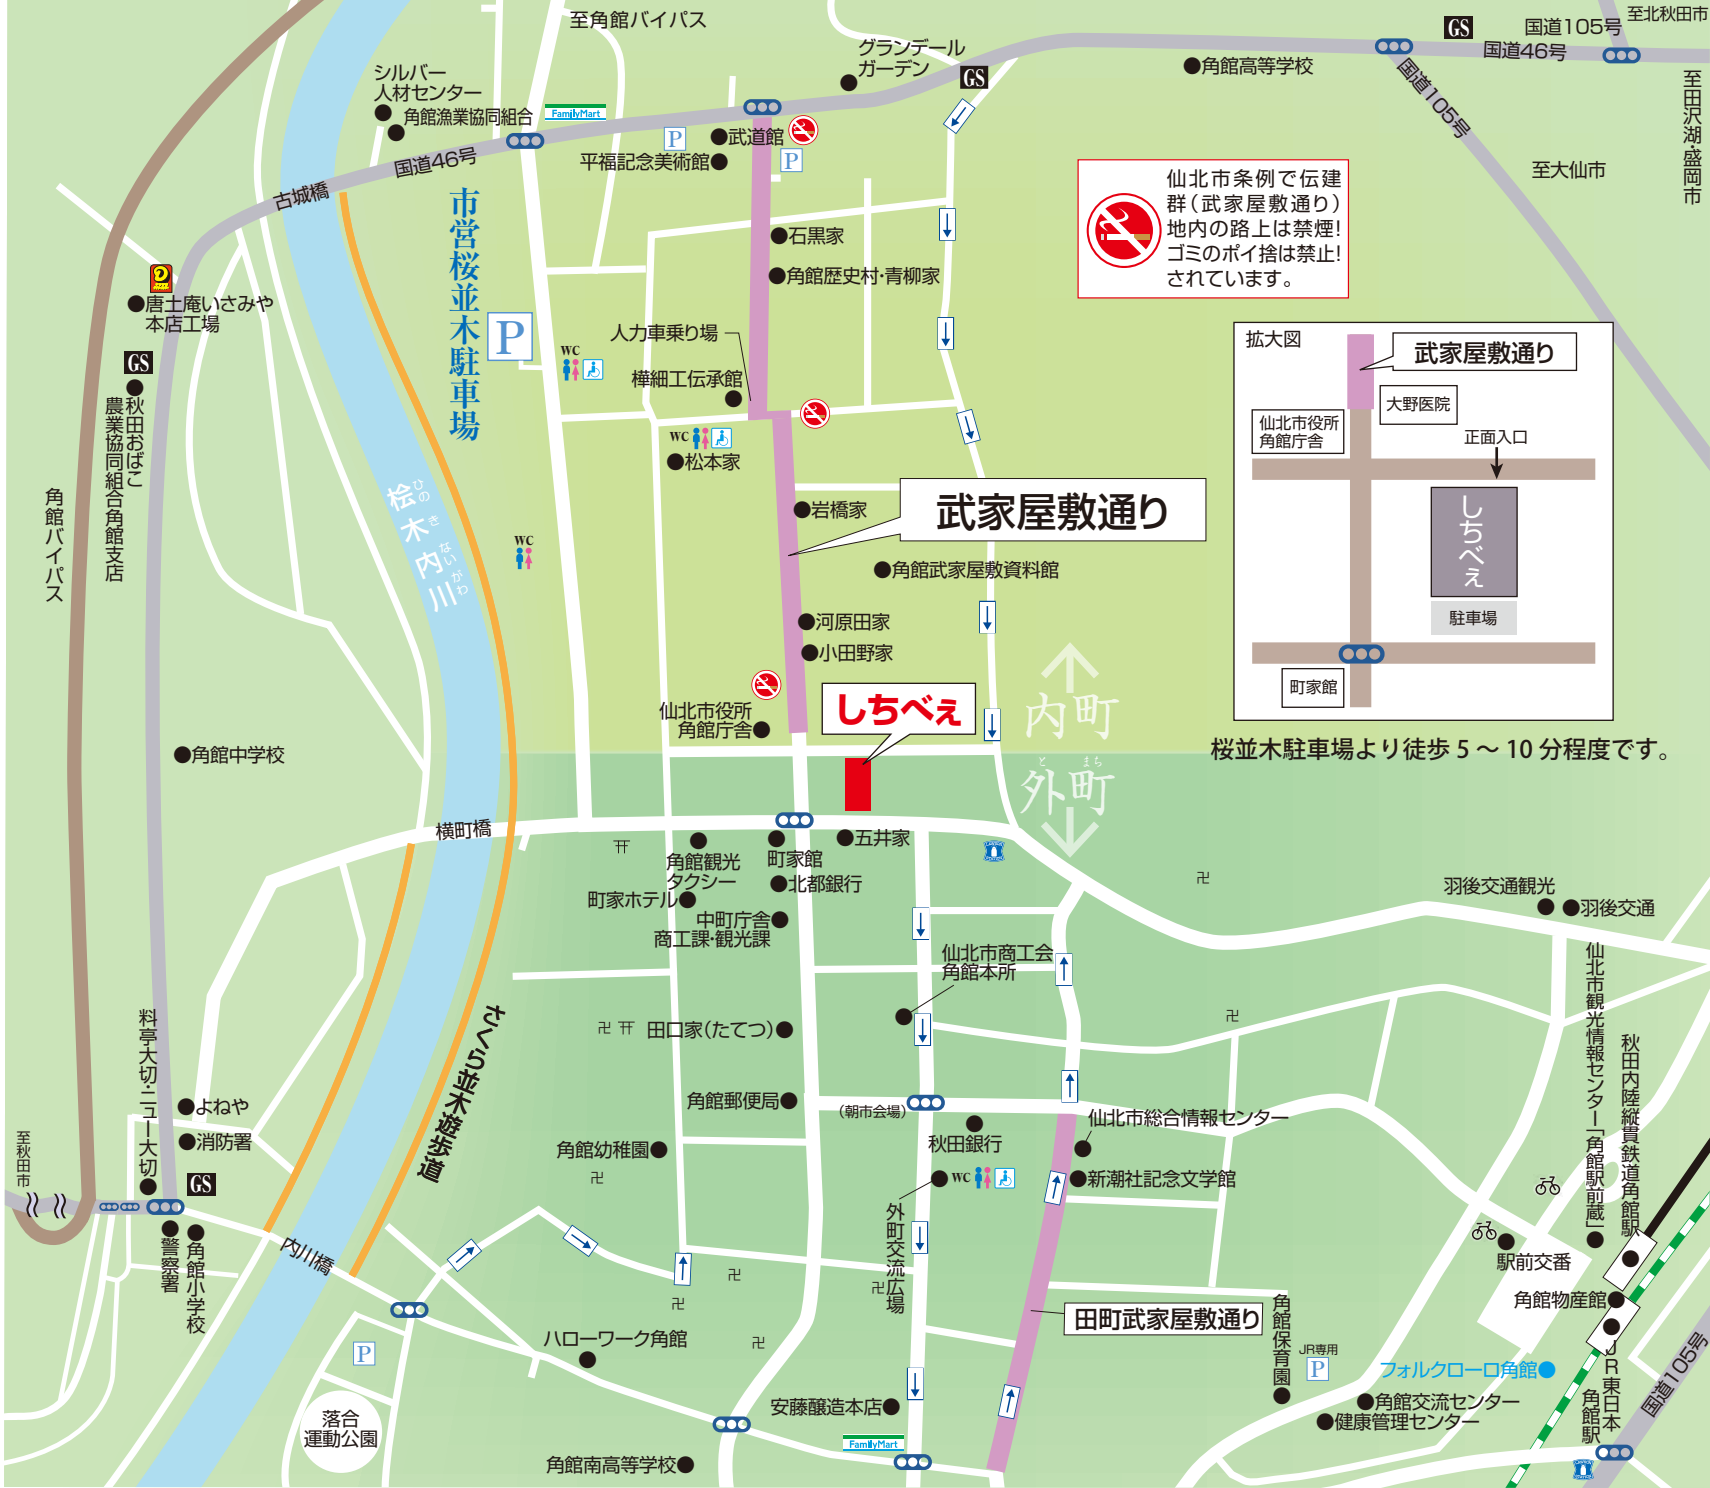 至角館バイパス
グランデール
ガーデン
GS
GS
国道105号
国道46号
至北秋田市
シルバー
人材センター
角館漁業協同組合
FamilyMart
角館高等学校
国道105号
至田沢湖・盛岡市
至大仙市
国道46号
古城橋
P
武道館
平福記念美術館
P
仙北市条例で伝建
群(武家屋敷通り)
地内の路上は禁煙!
ゴミのポイ捨は禁止!
されています。
市営桜並木駐車場
P
石黒家
角館歴史村・青柳家
唐土庵いさみや
本店工場
GS
秋田おばこ
農業協同組合角館支店
角館バイパス
人力車乗り場
WC
樺細工伝承館
WC
松本家
拡大図
武家屋敷通り
大野医院
仙北市役所
角館庁舎
正面入口
しちべぇ
駐車場
町家館
桜並木駐車場より徒歩5～10分程度です。
桧木内川
ひのきないがわ
WC
岩橋家
武家屋敷通り
角館武家屋敷資料館
河原田家
小田野家
仙北市役所
角館庁舎
しちべぇ
内町
外町
と まち
角館中学校
横町橋
角館観光
タクシー
町家館
五井家
北都銀行
町家ホテル
中町庁舎
商工課・観光課
羽後交通観光
羽後交通
仙北市商工会
角館本所
田口家(たてつ)
さくら並木遊歩道
料亭大切・ニュー大切
よねや
消防署
GS
至秋田市
警察署
角館小学校
内川橋
角館郵便局
(朝市会場)
秋田銀行
角館幼稚園
WC
外町交流広場
仙北市総合情報センター
新潮社記念文学館
仙北市観光情報センター「角館駅前蔵」
秋田内陸縦貫鉄道角館駅
駅前交番
角館物産館
田町武家屋敷通り
角館保育園
JR専用
P
フォルクローロ角館
角館交流センター
健康管理センター
JR東日本
角館駅
国道105号
P
落合
運動公園
ハローワーク角館
安藤醸造本店
FamilyMart
角館南高等学校